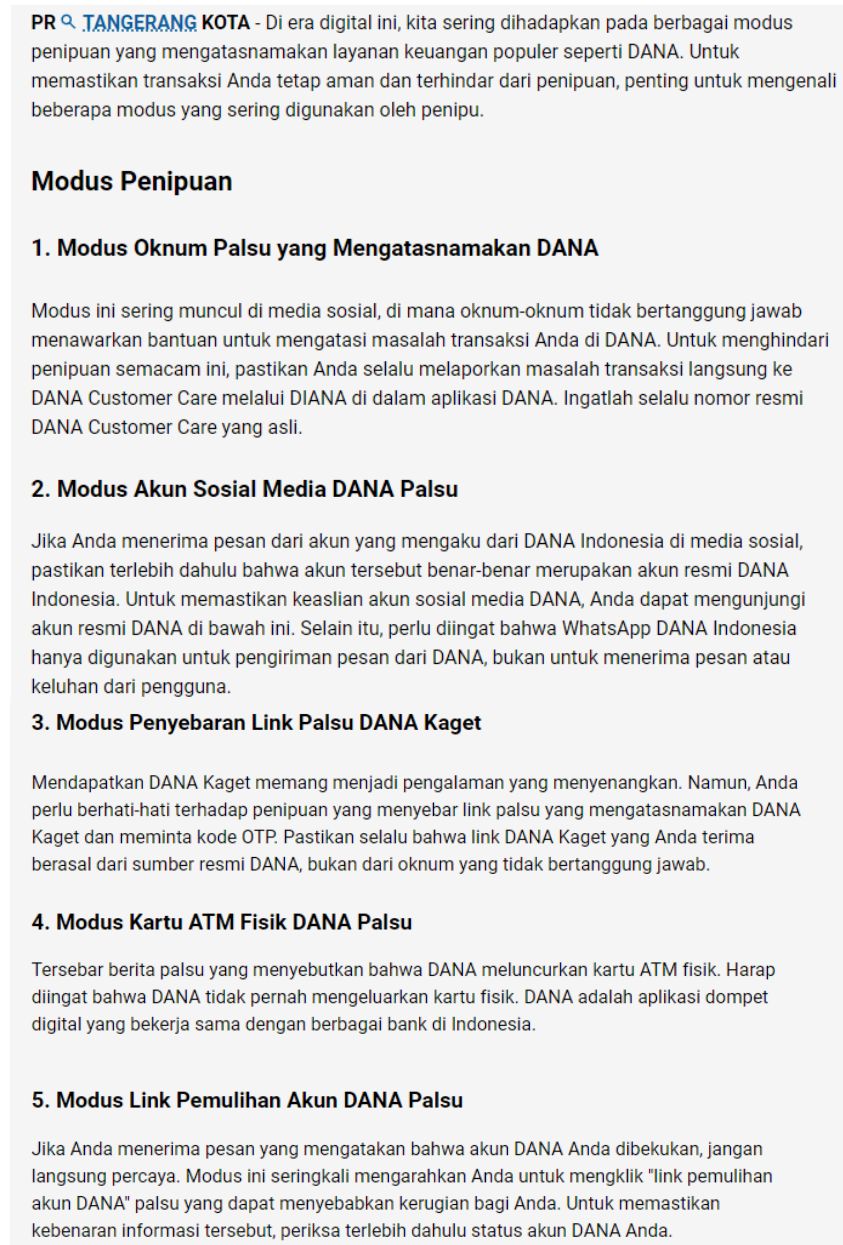 PR TANGERANG KOTA - Di era digital ini, kita sering dihadapkan pada berbagai modus
penipuan yang mengatasnamakan layanan keuangan populer seperti DANA. Untuk
memastikan transaksi Anda tetap aman dan terhindar dari penipuan, penting untuk mengenali
beberapa modus yang sering digunakan oleh penipu.
Modus Penipuan
1. Modus Oknum Palsu yang Mengatasnamakan DANA
Modus ini sering muncul di media sosial, di mana oknum-oknum tidak bertanggung jawab
menawarkan bantuan untuk mengatasi masalah transaksi Anda di DANA. Untuk menghindari
penipuan semacam ini, pastikan Anda selalu melaporkan masalah transaksi langsung ke
DANA Customer Care melalui DIANA di dalam aplikasi DANA. Ingatlah selalu nomor resmi
DANA Customer Care yang asli.
2. Modus Akun Sosial Media DANA Palsu
Jika Anda menerima pesan dari akun yang mengaku dari DANA Indonesia di media sosial,
pastikan terlebih dahulu bahwa akun tersebut benar-benar merupakan akun resmi DANA
Indonesia. Untuk memastikan keaslian akun sosial media DANA, Anda dapat mengunjungi
akun resmi DANA di bawah ini. Selain itu, perlu diingat bahwa WhatsApp DANA Indonesia
hanya digunakan untuk pengiriman pesan dari DANA, bukan untuk menerima pesan atau
keluhan dari pengguna.
3. Modus Penyebaran Link Palsu DANA Kaget
Mendapatkan DANA Kaget memang menjadi pengalaman yang menyenangkan. Namun, Anda
perlu berhati-hati terhadap penipuan yang menyebar link palsu yang mengatasnamakan DANA
Kaget dan meminta kode OTP. Pastikan selalu bahwa link DANA Kaget yang Anda terima
berasal dari sumber resmi DANA, bukan dari oknum yang tidak bertanggung jawab.
4. Modus Kartu ATM Fisik DANA Palsu
Tersebar berita palsu yang menyebutkan bahwa DANA meluncurkan kartu ATM fisik. Harap
diingat bahwa DANA tidak pernah mengeluarkan kartu fisik. DANA adalah aplikasi dompet
digital yang bekerja sama dengan berbagai bank di Indonesia.
5. Modus Link Pemulihan Akun DANA Palsu
Jika Anda menerima pesan yang mengatakan bahwa akun DANA Anda dibekukan, jangan
langsung percaya. Modus ini seringkali mengarahkan Anda untuk mengklik "link pemulihan
akun DANA" palsu yang dapat menyebabkan kerugian bagi Anda. Untuk memastikan
kebenaran informasi tersebut, periksa terlebih dahulu status akun DANA Anda.